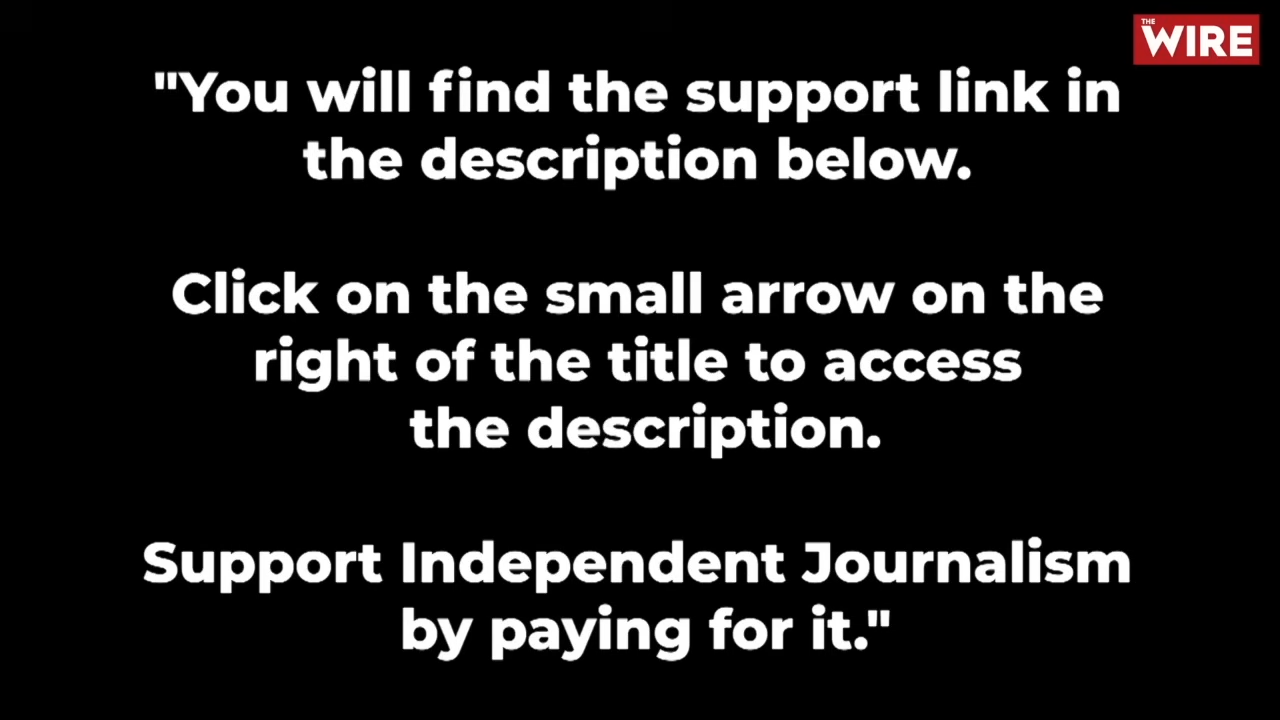 THE
WIRE
"You will find the support link in
the description below.
Click on the small arrow on the
right of the title to access
the description.
Support Independent Journalism
by paying for it."